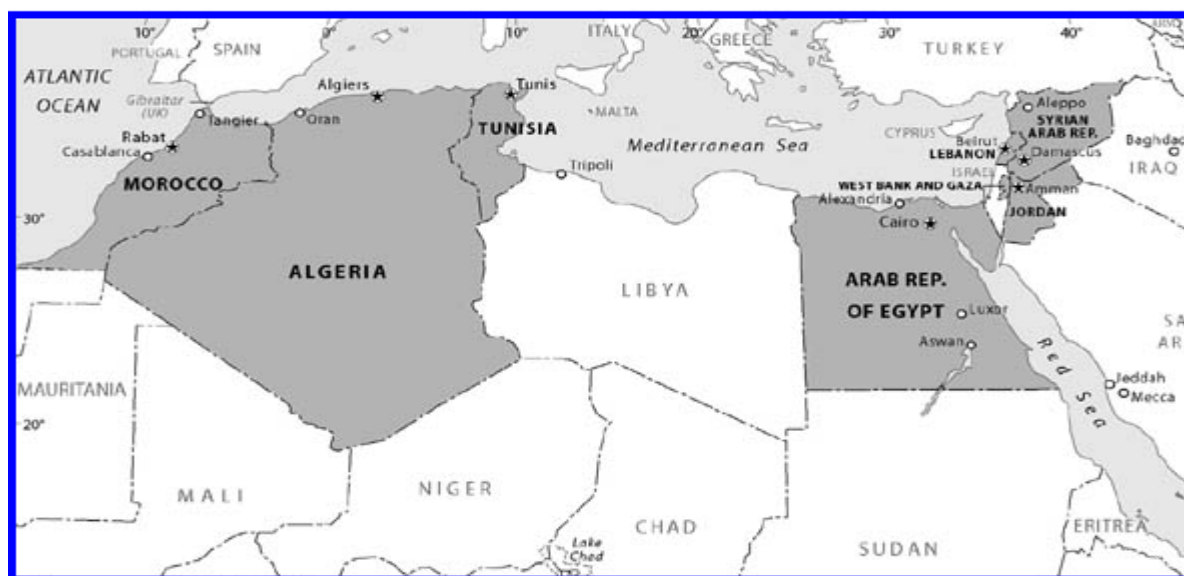 10°
0°
10°
20°
30°
40°
PORTUGAL
SPAIN
ITALY
GREECE
TURKEY
ATLANTIC
OCEAN
Gibraltar
(UK)
Algiers
Tunis
Tangier
Oran
MALTA
CYPRUS
Aleppo
SYRIAN
ARAB REP.
Rabat
Casablanca
TUNISIA
Mediterranean Sea
Beirut
LEBANON
Damascus
Baghdad
IRAQ
Tripoli
ISRAEL
MOROCCO
WEST BANK AND GAZA
Amman
Alexandria
JORDAN
30°
Cairo
ALGERIA
LIBYA
ARAB REP.
OF EGYPT
Luxor
Aswan
SA
AR
Red Sea
MAURITANIA
Jeddah
Mecca
20°
MALI
NIGER
CHAD
SUDAN
ERITREA
Lake
Chad